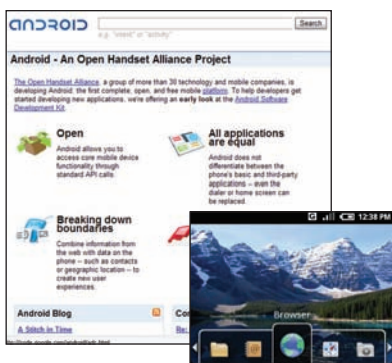 ANDROID
Search
e.g. "intent" or "activity"
Android - An Open Handset Alliance Project
The Open Handset Alliance, a group of more than 30 technology and mobile companies, is
developing Android: the first complete, open, and free mobile platform. To help developers get
started developing new applications, we're offering an early look at the Android Software
Development Kit.
Open
Android allows you to
access core mobile device
functionality through
standard API calls.
All applications
are equal
Android does not
differentiate between the
phone's basic and third-party
applications -- even the
dialer or home screen can
be replaced.
Breaking down
boundaries
Combine information from
the web with data on the
phone -- such as contacts
or geographic location -- to
create new user
experiences.
Android Blog
A Stitch in Time
Re:
G 12:38 PM
Browser